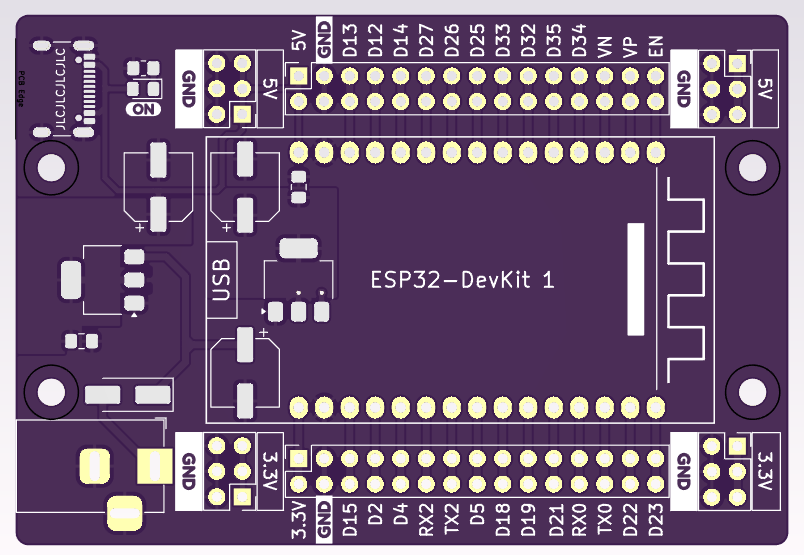 5V
GND
D13
D12
D14
D27
D26
D25
D33
D32
D35
D34
VN
VP
EN
PCB Edge
JLCJLCJLCJLC
ON
GND
5V
GND
5V
+
+
USB
ESP32-DevKit 1
+
GND
3.3V
GND
3.3V
3.3V
GND
D15
D2
D4
RX2
TX2
D5
D18
D19
D21
RX0
TX0
D22
D23